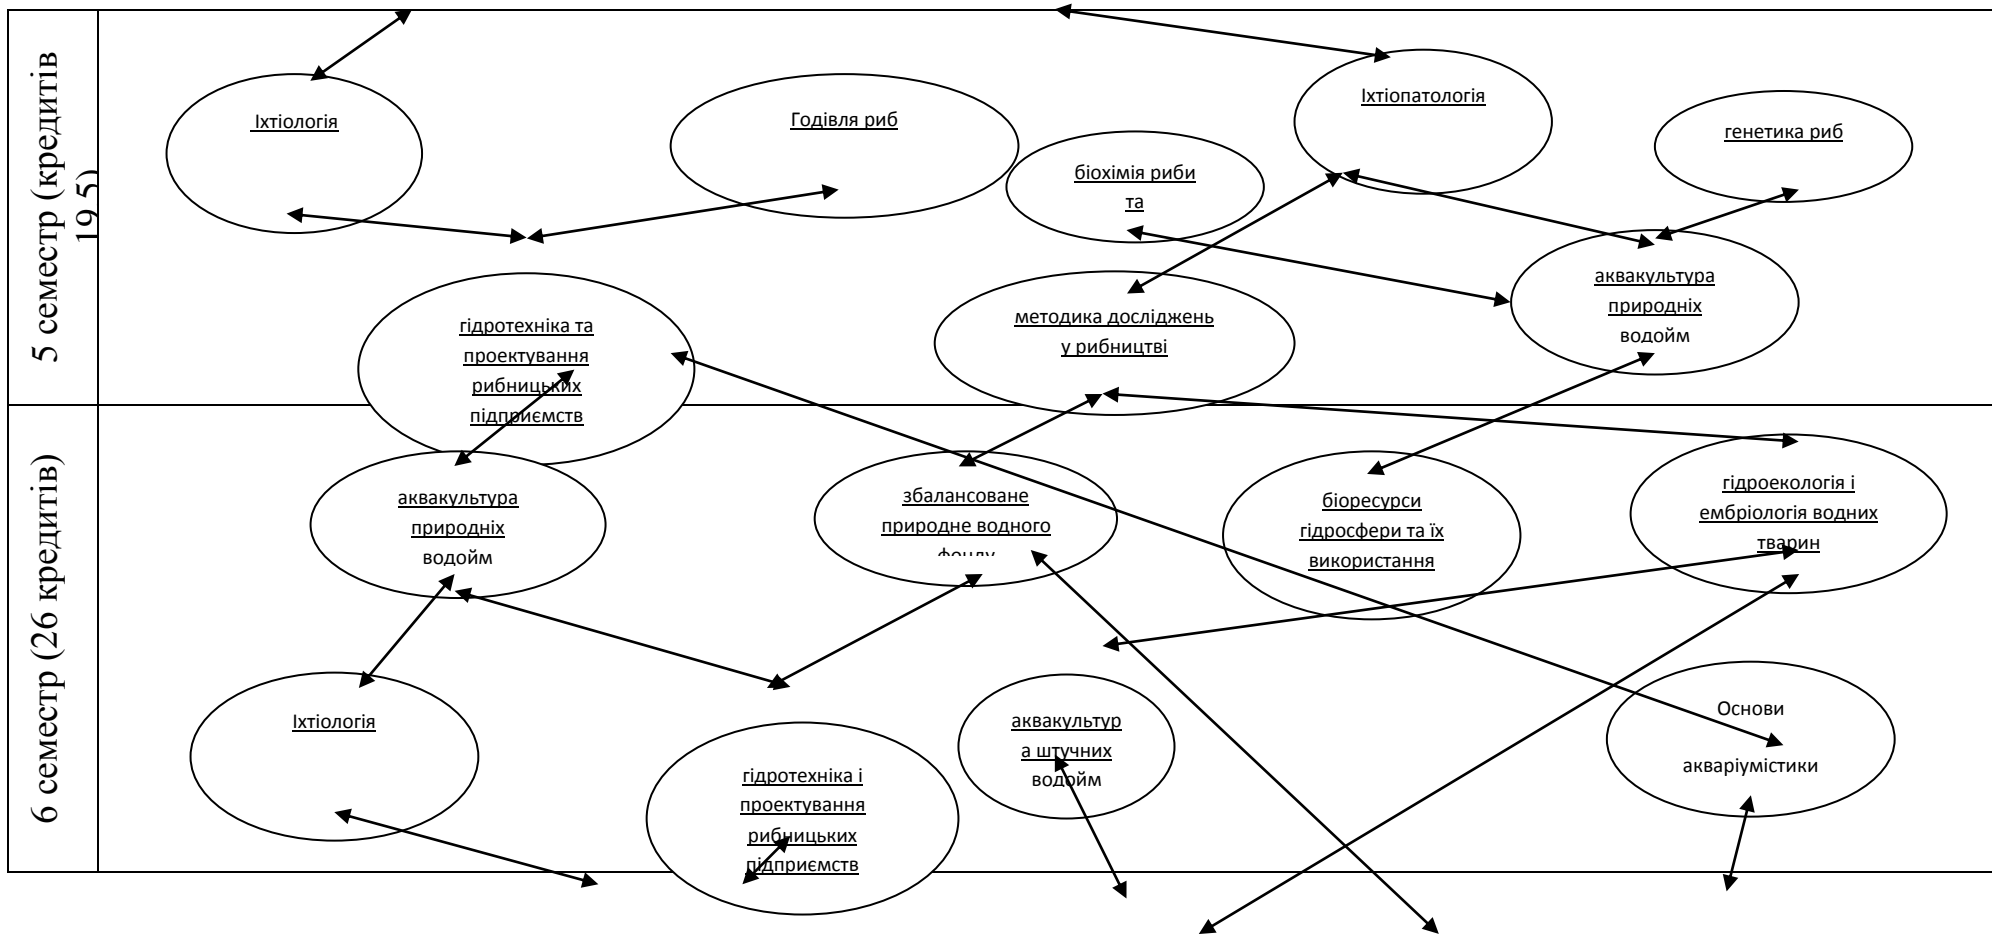 5 семестр (кредитів
19,5)
Іхтіологія
Годівля риб
біохімія риби
та
Іхтіопатологія
генетика риб
гідротехніка та
проектування
рибницьких
підприємств
методика досліджень
у рибництві
аквакультура
природніх
водойм
6 семестр (26 кредитів)
аквакультура
природніх
водойм
збалансоване
природне водного
фонду
біоресурси
гідросфери та їх
використання
гідроекологія і
ембріологія водних
тварин
Іхтіологія
гідротехніка і
проектування
рибницьких
підприємств
аквакультур
а штучних
водойм
Основи
акваріумістики